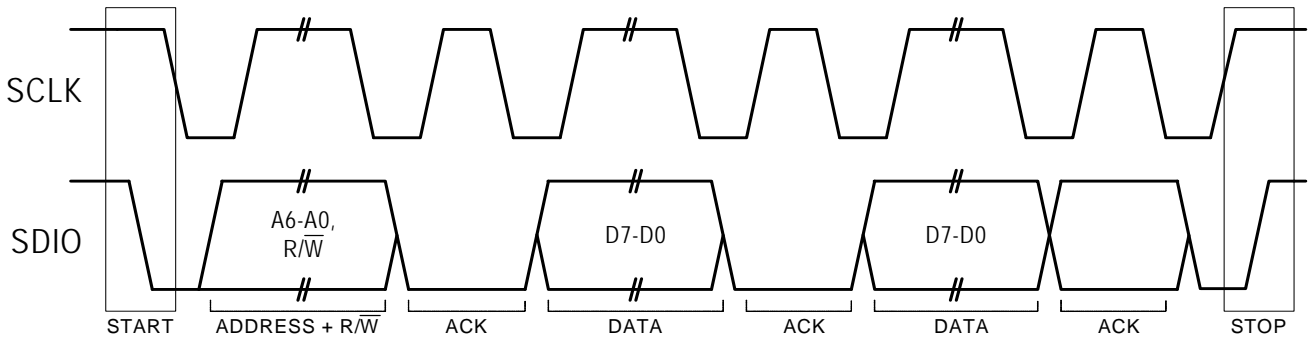 SCLK
SDIO
A6-A0,
R/W̅
D7-D0
D7-D0
START
ADDRESS + R/W̅
ACK
DATA
ACK
DATA
ACK
STOP